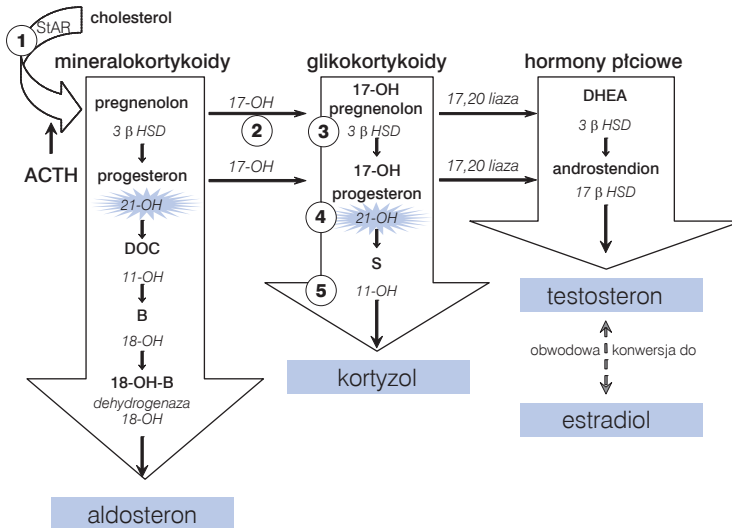 cholesterol
StAR
1
mineralokortykoidy
glikokortykoidy
hormony płciowe
pregnenolon
17-OH
2
17-OH
pregnenolon
17,20 liaza
DHEA
3 β HSD
3
3 β HSD
3 β HSD
ACTH
progesteron
17-OH
17-OH
progesteron
17,20 liaza
androstendion
17 β HSD
21-OH
4
21-OH
DOC
S
11-OH
5
11-OH
testosteron
B
18-OH
obwodowa konwersja do
18-OH-B
kortyzol
dehydrogenaza
18-OH
estradiol
aldosteron